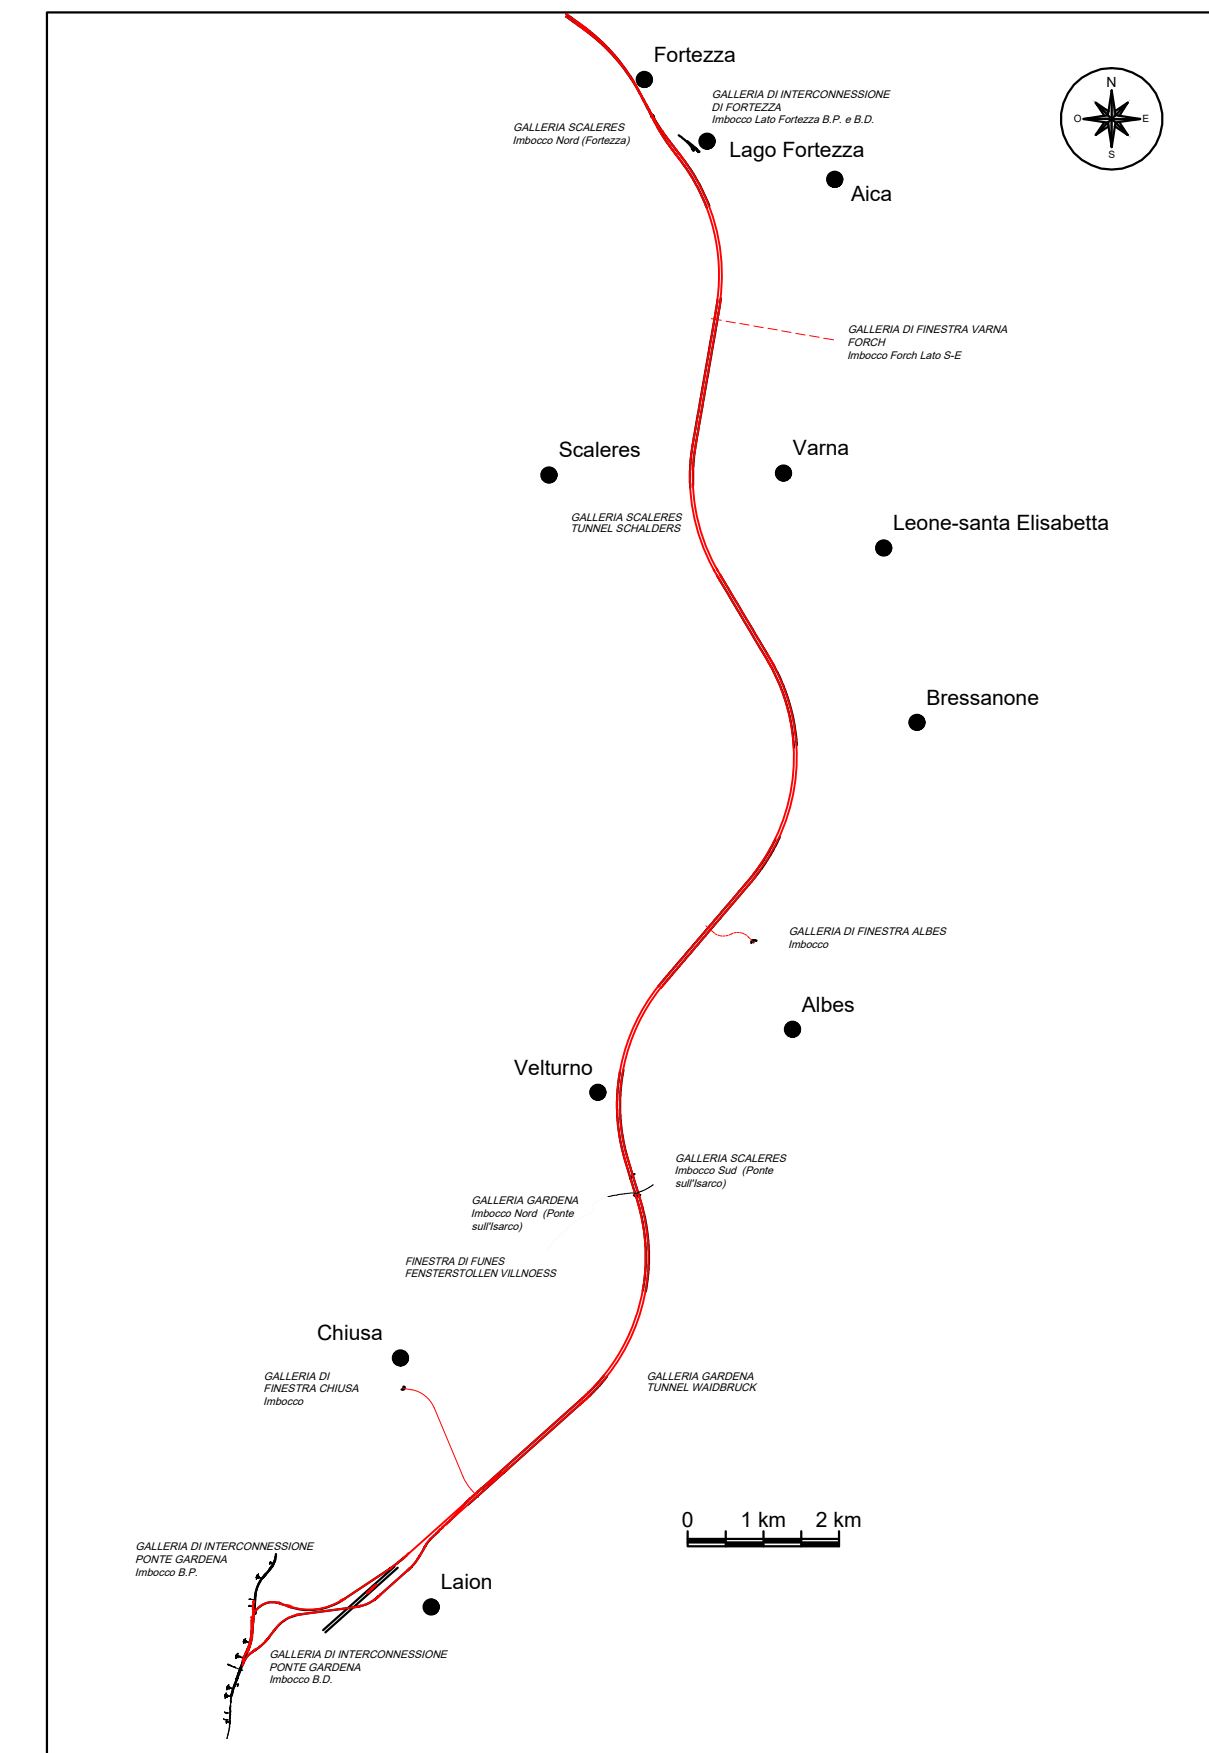 Fortezza
GALLERIA DI INTERCONNESSIONE
DI FORTEZZA
Imbocco Lato Fortezza B.P. e B.D.
N
O
E
S
GALLERIA SCALERES
Imbocco Nord (Fortezza)
Lago Fortezza
Aica
GALLERIA DI FINESTRA VARNA
FORCH
Imbocco Forch Lato S-E
Scaleres
Varna
GALLERIA SCALERES
TUNNEL SCHALDERS
Leone-santa Elisabetta
Bressanone
GALLERIA DI FINESTRA ALBES
Imbocco
Albes
Velturno
GALLERIA SCALERES
Imbocco Sud (Ponte
sull'Isarco)
GALLERIA GARDENA
Imbocco Nord (Ponte
sull'Isarco)
FINESTRA DI FUNES
FENSTERSTOLLEN VILLNOESS
Chiusa
GALLERIA DI
FINESTRA CHIUSA
Imbocco
GALLERIA GARDENA
TUNNEL WAIDBRUCK
0 1 km 2 km
GALLERIA DI INTERCONNESSIONE
PONTE GARDENA
Imbocco B.P.
Laion
GALLERIA DI INTERCONNESSIONE
PONTE GARDENA
Imbocco B.D.